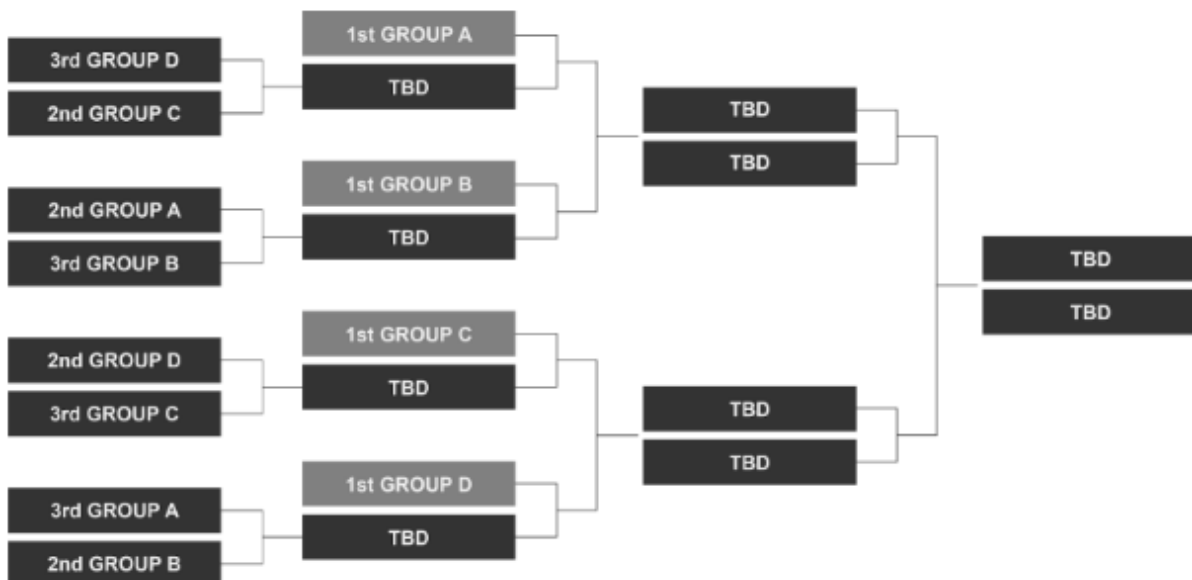 3rd GROUP D
2nd GROUP C
2nd GROUP A
3rd GROUP B
2nd GROUP D
3rd GROUP C
3rd GROUP A
2nd GROUP B
1st GROUP A
TBD
1st GROUP B
TBD
1st GROUP C
TBD
1st GROUP D
TBD
TBD
TBD
TBD
TBD
TBD
TBD